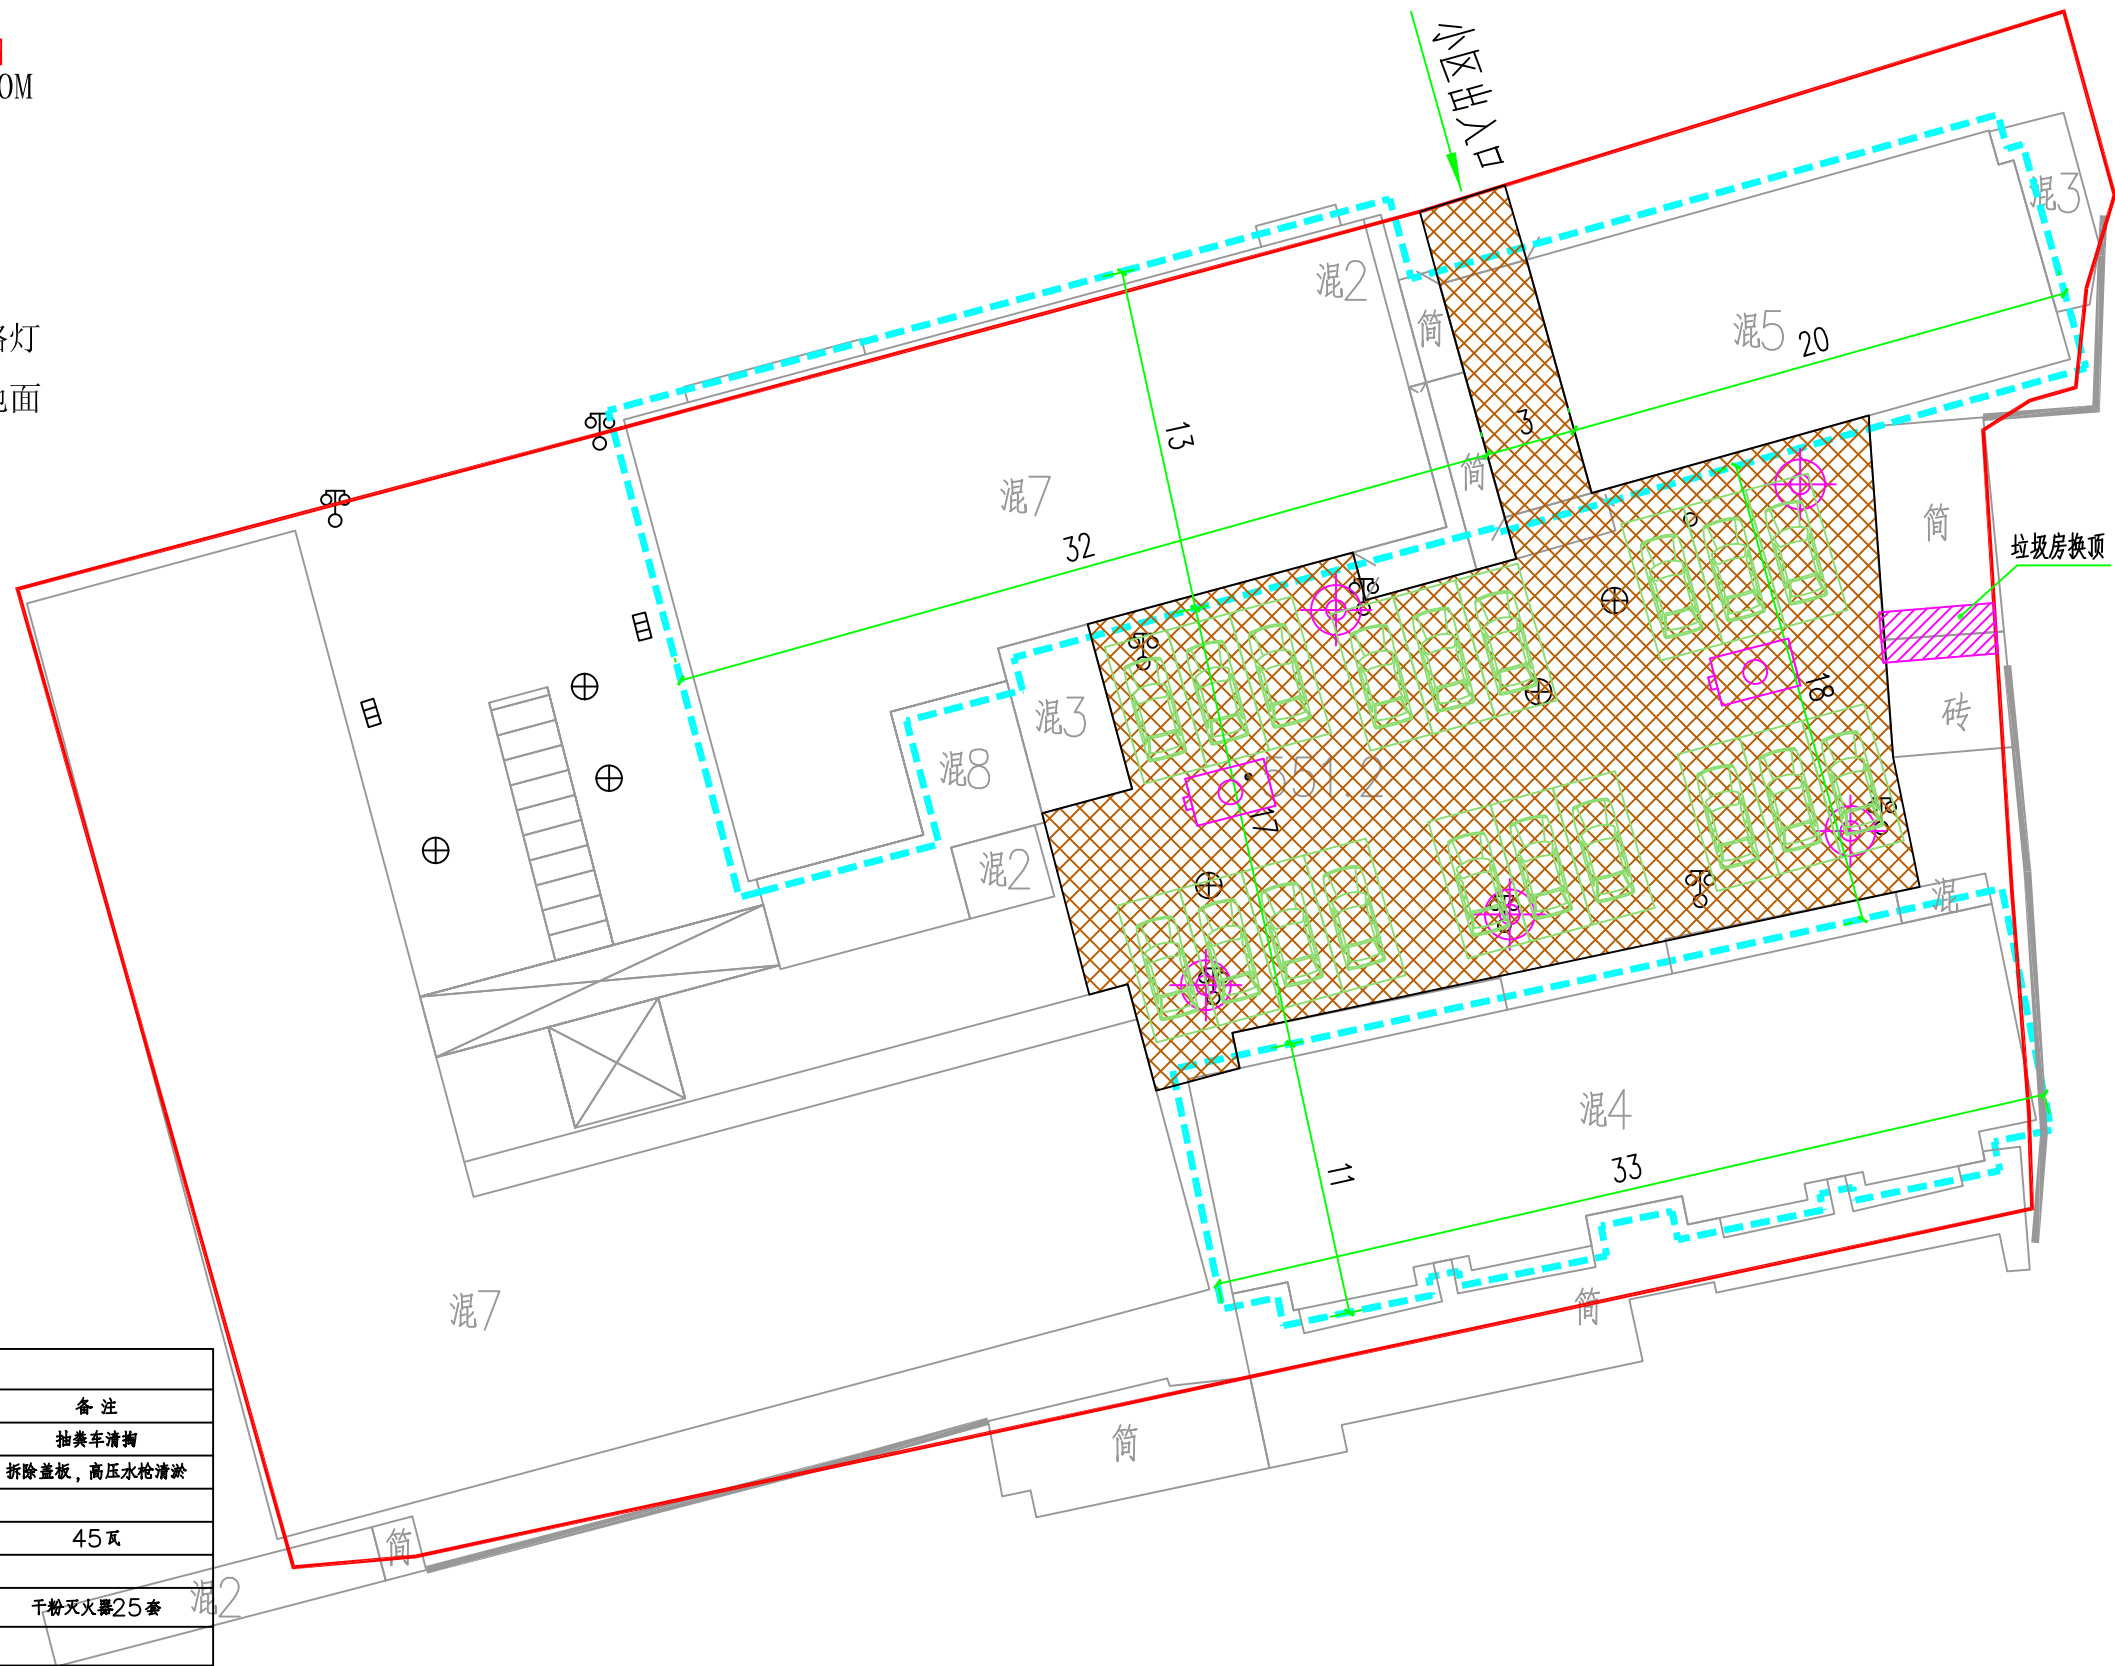 OM
小区出入口
混3
混2
简
混5
20
路灯
地面
13
3
混7
简
32
简
垃圾房换顶
18
混3
砖
混8
551.2
17
混2
混
混4
11
33
混7
简
简
备 注
抽粪车清掏
拆除盖板，高压水枪清淤
45瓦
简
混2
干粉灭火器25套